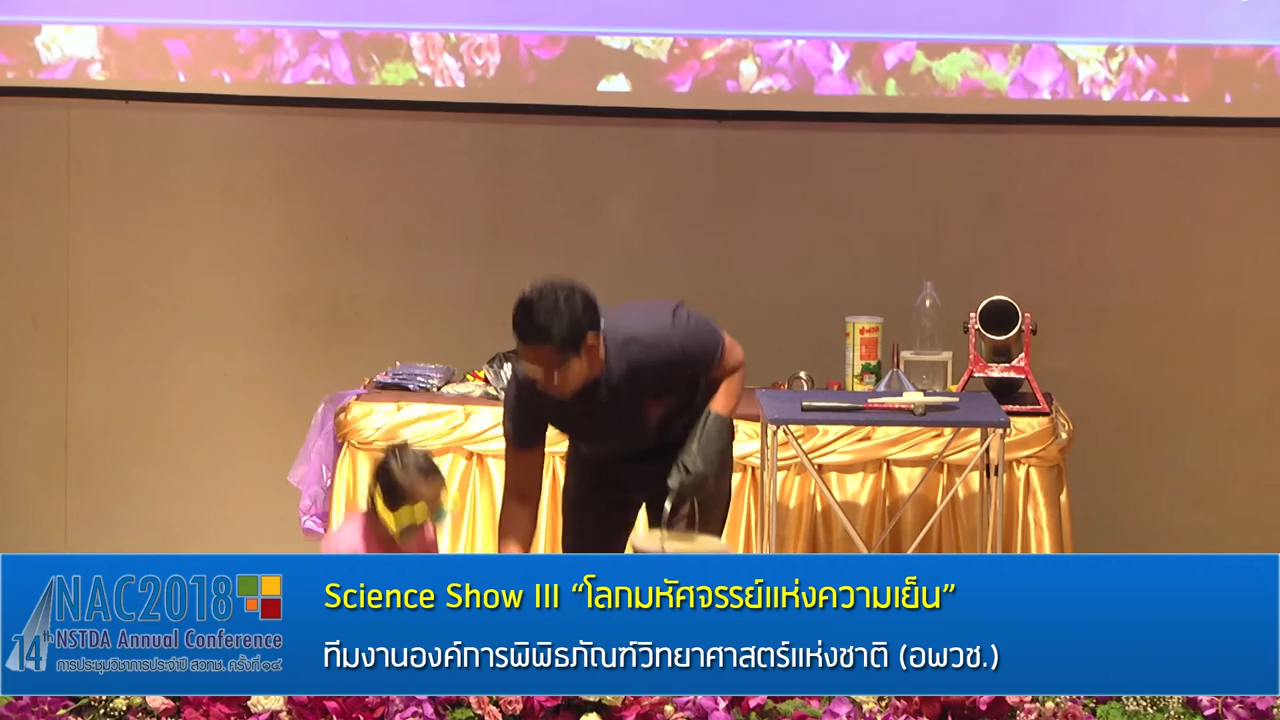 NAC2018
14th NSTDA Annual Conference
การประชุมวิชาการประจำปี สวทช. ครั้งที่ ๑๔
Science Show III “โลกมหัศจรรย์แห่งความเย็น”
ทีมงานองค์การพิพิธภัณฑ์วิทยาศาสตร์แห่งชาติ (อพวช.)